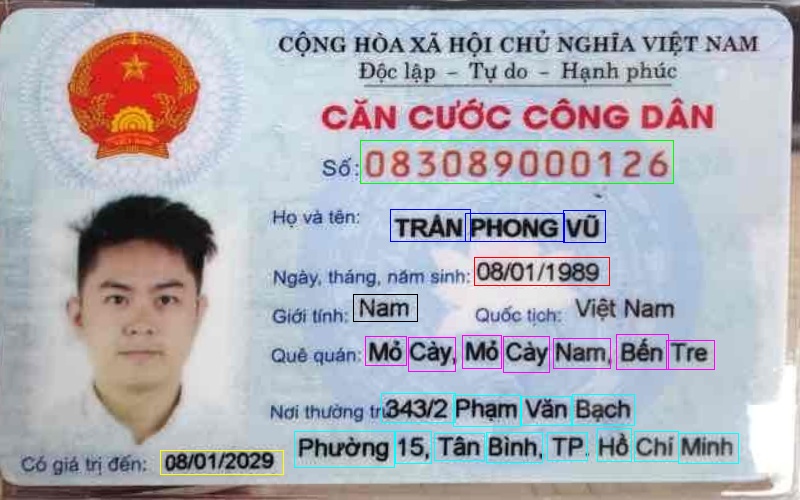 CỘNG HÒA XÃ HỘI CHỦ NGHĨA VIỆT NAM
Độc lập - Tự do - Hạnh phúc
CĂN CƯỚC CÔNG DÂN
Số: 083089000126
Họ và tên: TRẦN PHONG VŨ
Ngày, tháng, năm sinh: 08/01/1989
Giới tính: Nam Quốc tịch: Việt Nam
Quê quán: Mỏ Cày, Mỏ Cày Nam, Bến Tre
Nơi thường trú: 343/2 Phạm Văn Bạch
Phường 15, Tân Bình, TP. Hồ Chí Minh
Có giá trị đến: 08/01/2029